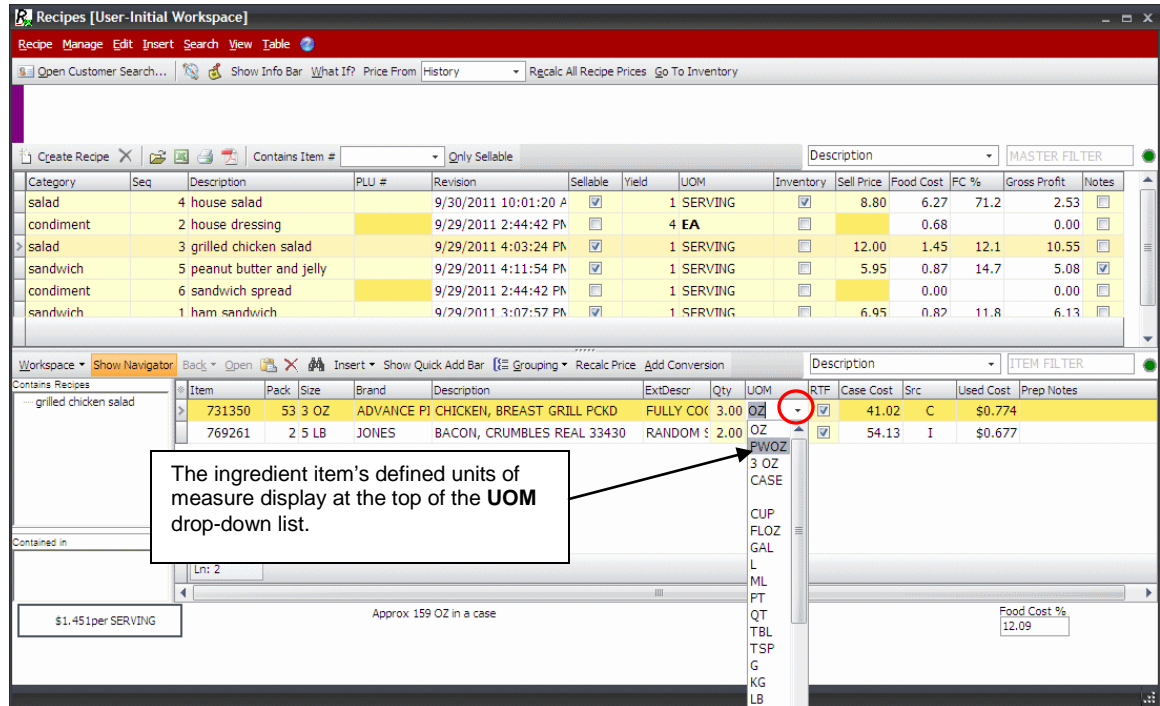 Recipes [User-Initial Workspace]
Recipe Manage Edit Insert Search View Table
Open Customer Search... Show Info Bar What If? Price From History Recalc All Recipe Prices Go To Inventory
Create Recipe Contains Item # Only Sellable Description MASTER FILTER
Category Seq Description PLU # Revision Sellable Yield UOM Inventory Sell Price Food Cost FC % Gross Profit Notes
salad 4 house salad 9/30/2011 10:01:20 A 1 SERVING 8.80 6.27 71.2 2.53
condiment 2 house dressing 9/29/2011 2:44:42 PM 4 EA 0.68 0.00
salad 3 grilled chicken salad 9/29/2011 4:03:24 PM 1 SERVING 12.00 1.45 12.1 10.55
sandwich 5 peanut butter and jelly 9/29/2011 4:11:54 PM 1 SERVING 5.95 0.87 14.7 5.08
condiment 6 sandwich spread 9/29/2011 2:44:42 PM 1 SERVING 0.00 0.00
sandwich 1 ham sandwich 9/29/2011 3:07:57 PM 1 SERVING 6.95 0.82 11.8 6.13
Workspace Show Navigator Back Open Insert Show Quick Add Bar Grouping Recalc Price Add Conversion Description ITEM FILTER
Contains Recipes
grilled chicken salad
Item Pack Size Brand Description ExtDescr Qty UOM RTF Case Cost Src Used Cost Prep Notes
731350 53 3 OZ ADVANCE PI CHICKEN, BREAST GRILL PCKD FULLY COO 3.00 OZ 41.02 C $0.774
769261 2 5 LB JONES BACON, CRUMBLES REAL 33430 RANDOM S 2.00 54.13 I $0.677
OZ
PWOZ
3 OZ
CASE
CUP
FLOZ
GAL
L
ML
PT
QT
TBL
TSP
G
KG
LB
The ingredient item's defined units of
measure display at the top of the UOM
drop-down list.
Contained in
Ln: 2
$1.451per SERVING
Approx 159 OZ in a case
Food Cost %
12.09